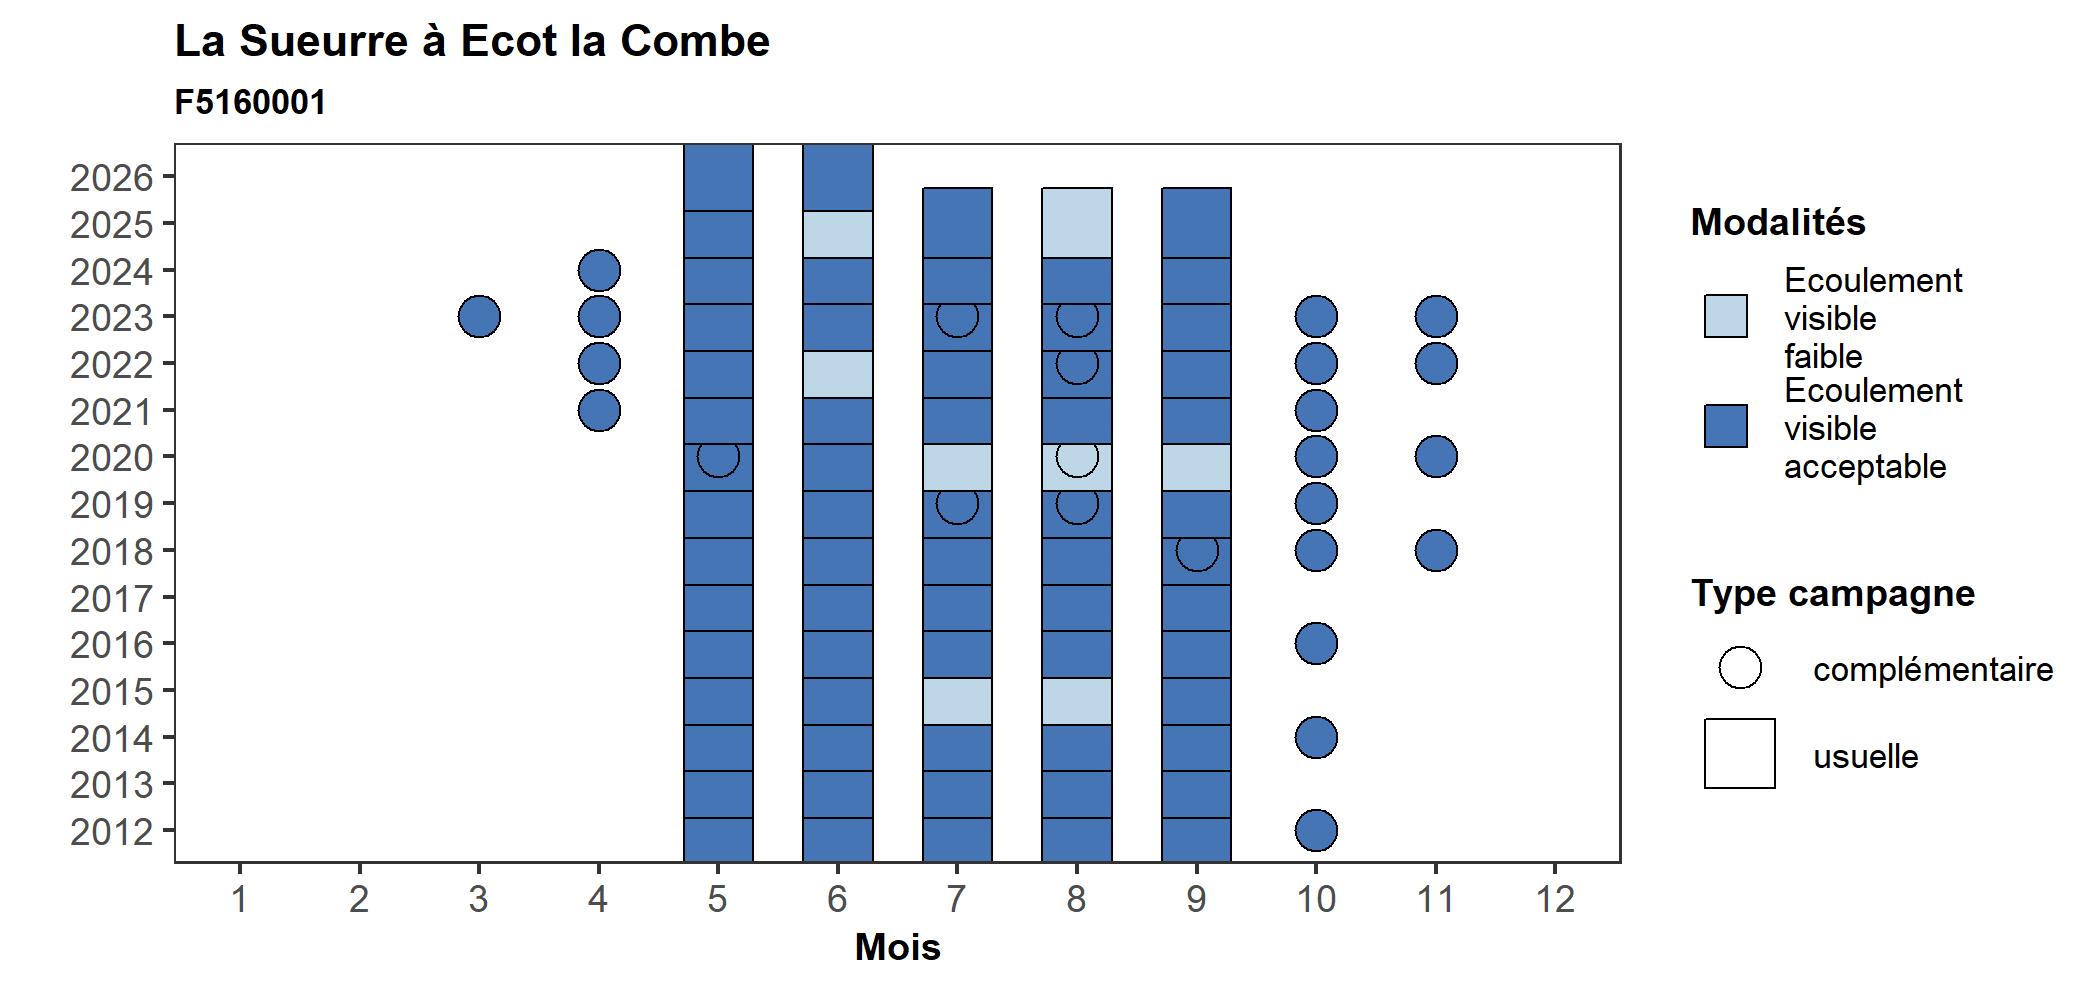 La Sueurre à Ecot la Combe
F5160001
2026
2025
2024
2023
2022
2021
2020
2019
2018
2017
2016
2015
2014
2013
2012
1 2 3 4 5 6 7 8 9 10 11 12
Mois
Modalités
Ecoulement
visible
faible
Ecoulement
visible
acceptable
Type campagne
complémentaire
usuelle